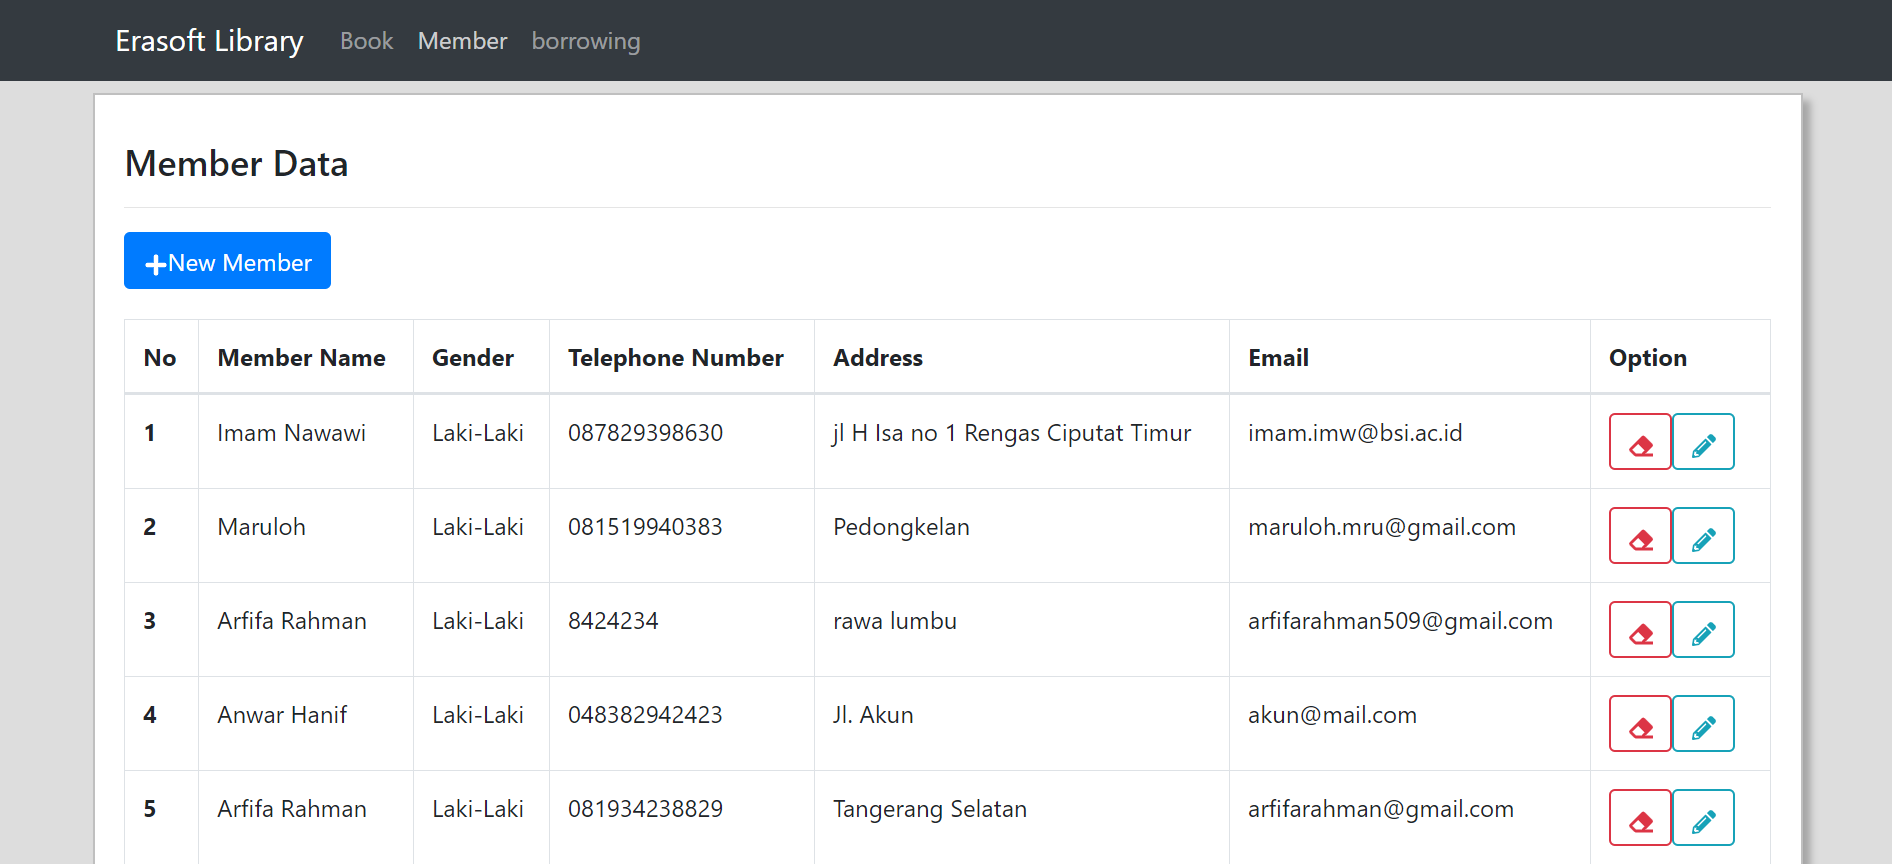 Erasoft Library Book Member borrowing
Member Data
New Member
No Member Name Gender Telephone Number Address Email Option
1 Imam Nawawi Laki-Laki 087829398630 jl H Isa no 1 Rengas Ciputat Timur imam.imw@bsi.ac.id
2 Maruloh Laki-Laki 081519940383 Pedongkelan maruloh.mru@gmail.com
3 Arfifa Rahman Laki-Laki 8424234 rawa lumbu arfifarahman509@gmail.com
4 Anwar Hanif Laki-Laki 048382942423 Jl. Akun akun@mail.com
5 Arfifa Rahman Laki-Laki 081934238829 Tangerang Selatan arfifarahman@gmail.com